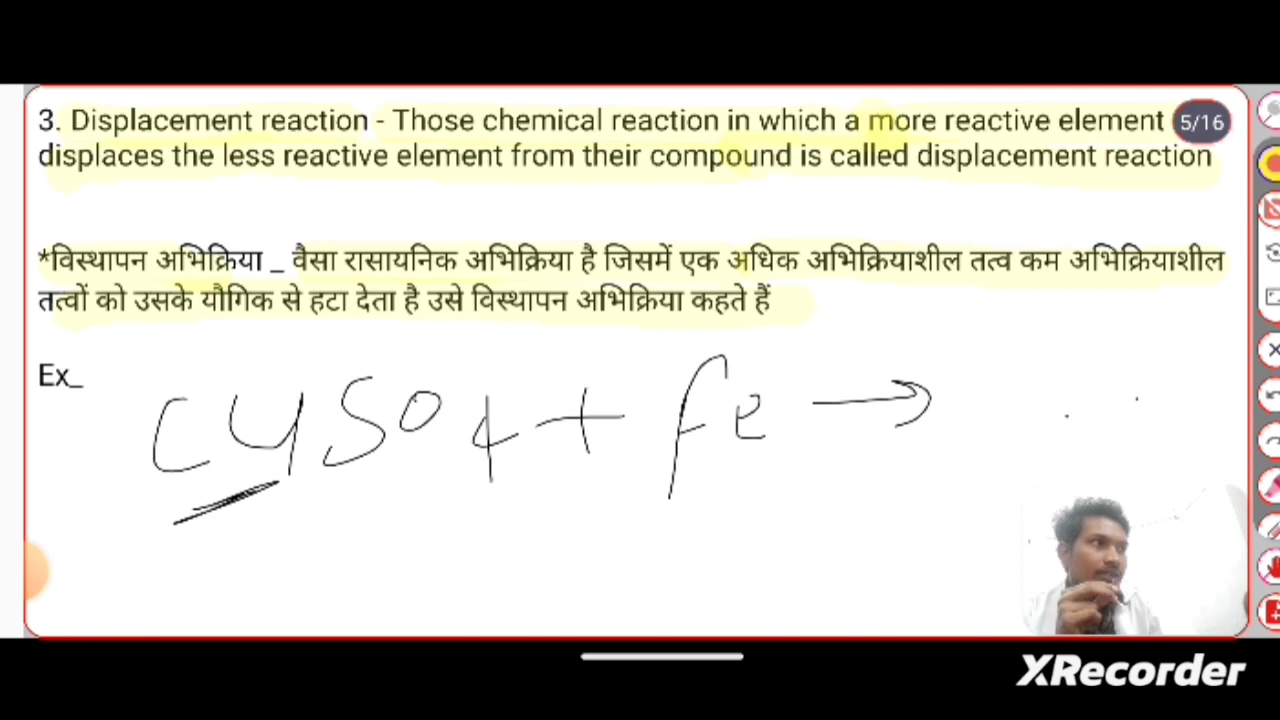 3. Displacement reaction - Those chemical reaction in which a more reactive element
5/16
displaces the less reactive element from their compound is called displacement reaction
*विस्थापन अभिक्रिया _ वैसा रासायनिक अभिक्रिया है जिसमें एक अधिक अभिक्रियाशील तत्व कम अभिक्रियाशील
तत्वों को उसके यौगिक से हटा देता है उसे विस्थापन अभिक्रिया कहते हैं
Ex_
CuSO4 + Fe →
XRecorder